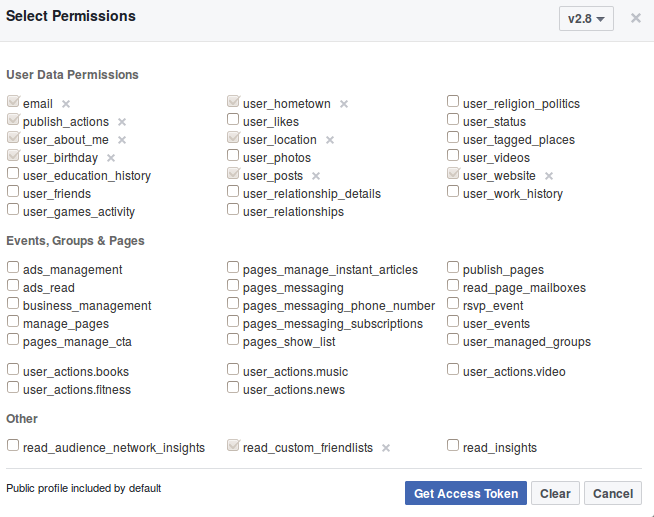 Select Permissions
v2.8
User Data Permissions
email
user_hometown
user_religion_politics
publish_actions
user_likes
user_status
user_about_me
user_location
user_tagged_places
user_birthday
user_photos
user_videos
user_education_history
user_posts
user_website
user_friends
user_relationship_details
user_work_history
user_games_activity
user_relationships
Events, Groups & Pages
ads_management
pages_manage_instant_articles
publish_pages
ads_read
pages_messaging
read_page_mailboxes
business_management
pages_messaging_phone_number
rsvp_event
manage_pages
pages_messaging_subscriptions
user_events
pages_manage_cta
pages_show_list
user_managed_groups
user_actions.books
user_actions.music
user_actions.video
user_actions.fitness
user_actions.news
Other
read_audience_network_insights
read_custom_friendlists
read_insights
Public profile included by default
Get Access Token
Clear
Cancel